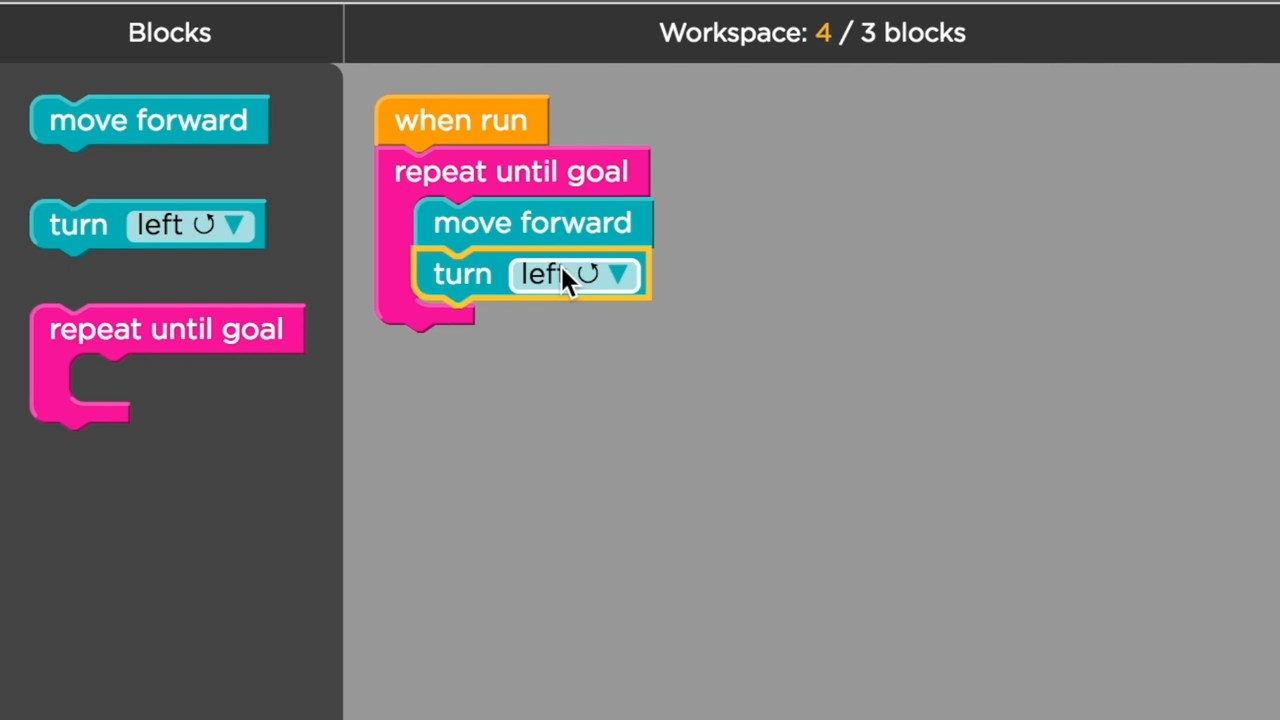 Blocks
Workspace: 4 / 3 blocks
move forward
turn left
repeat until goal
when run
repeat until goal
move forward
turn left